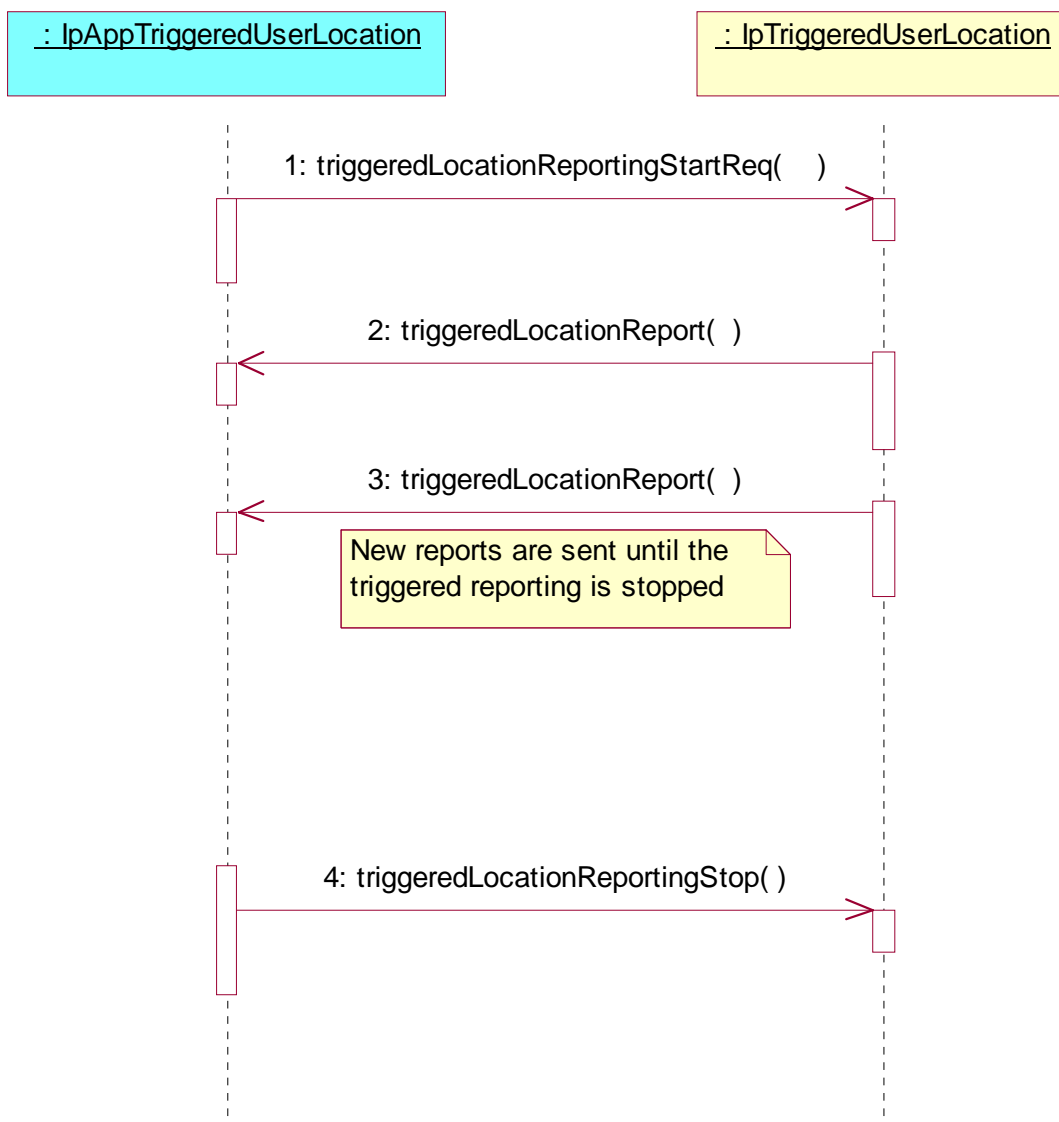 : IpAppTriggeredUserLocation
: IpTriggeredUserLocation
1: triggeredLocationReportingStartReq( )
2: triggeredLocationReport( )
3: triggeredLocationReport( )
New reports are sent until the
triggered reporting is stopped
4: triggeredLocationReportingStop( )